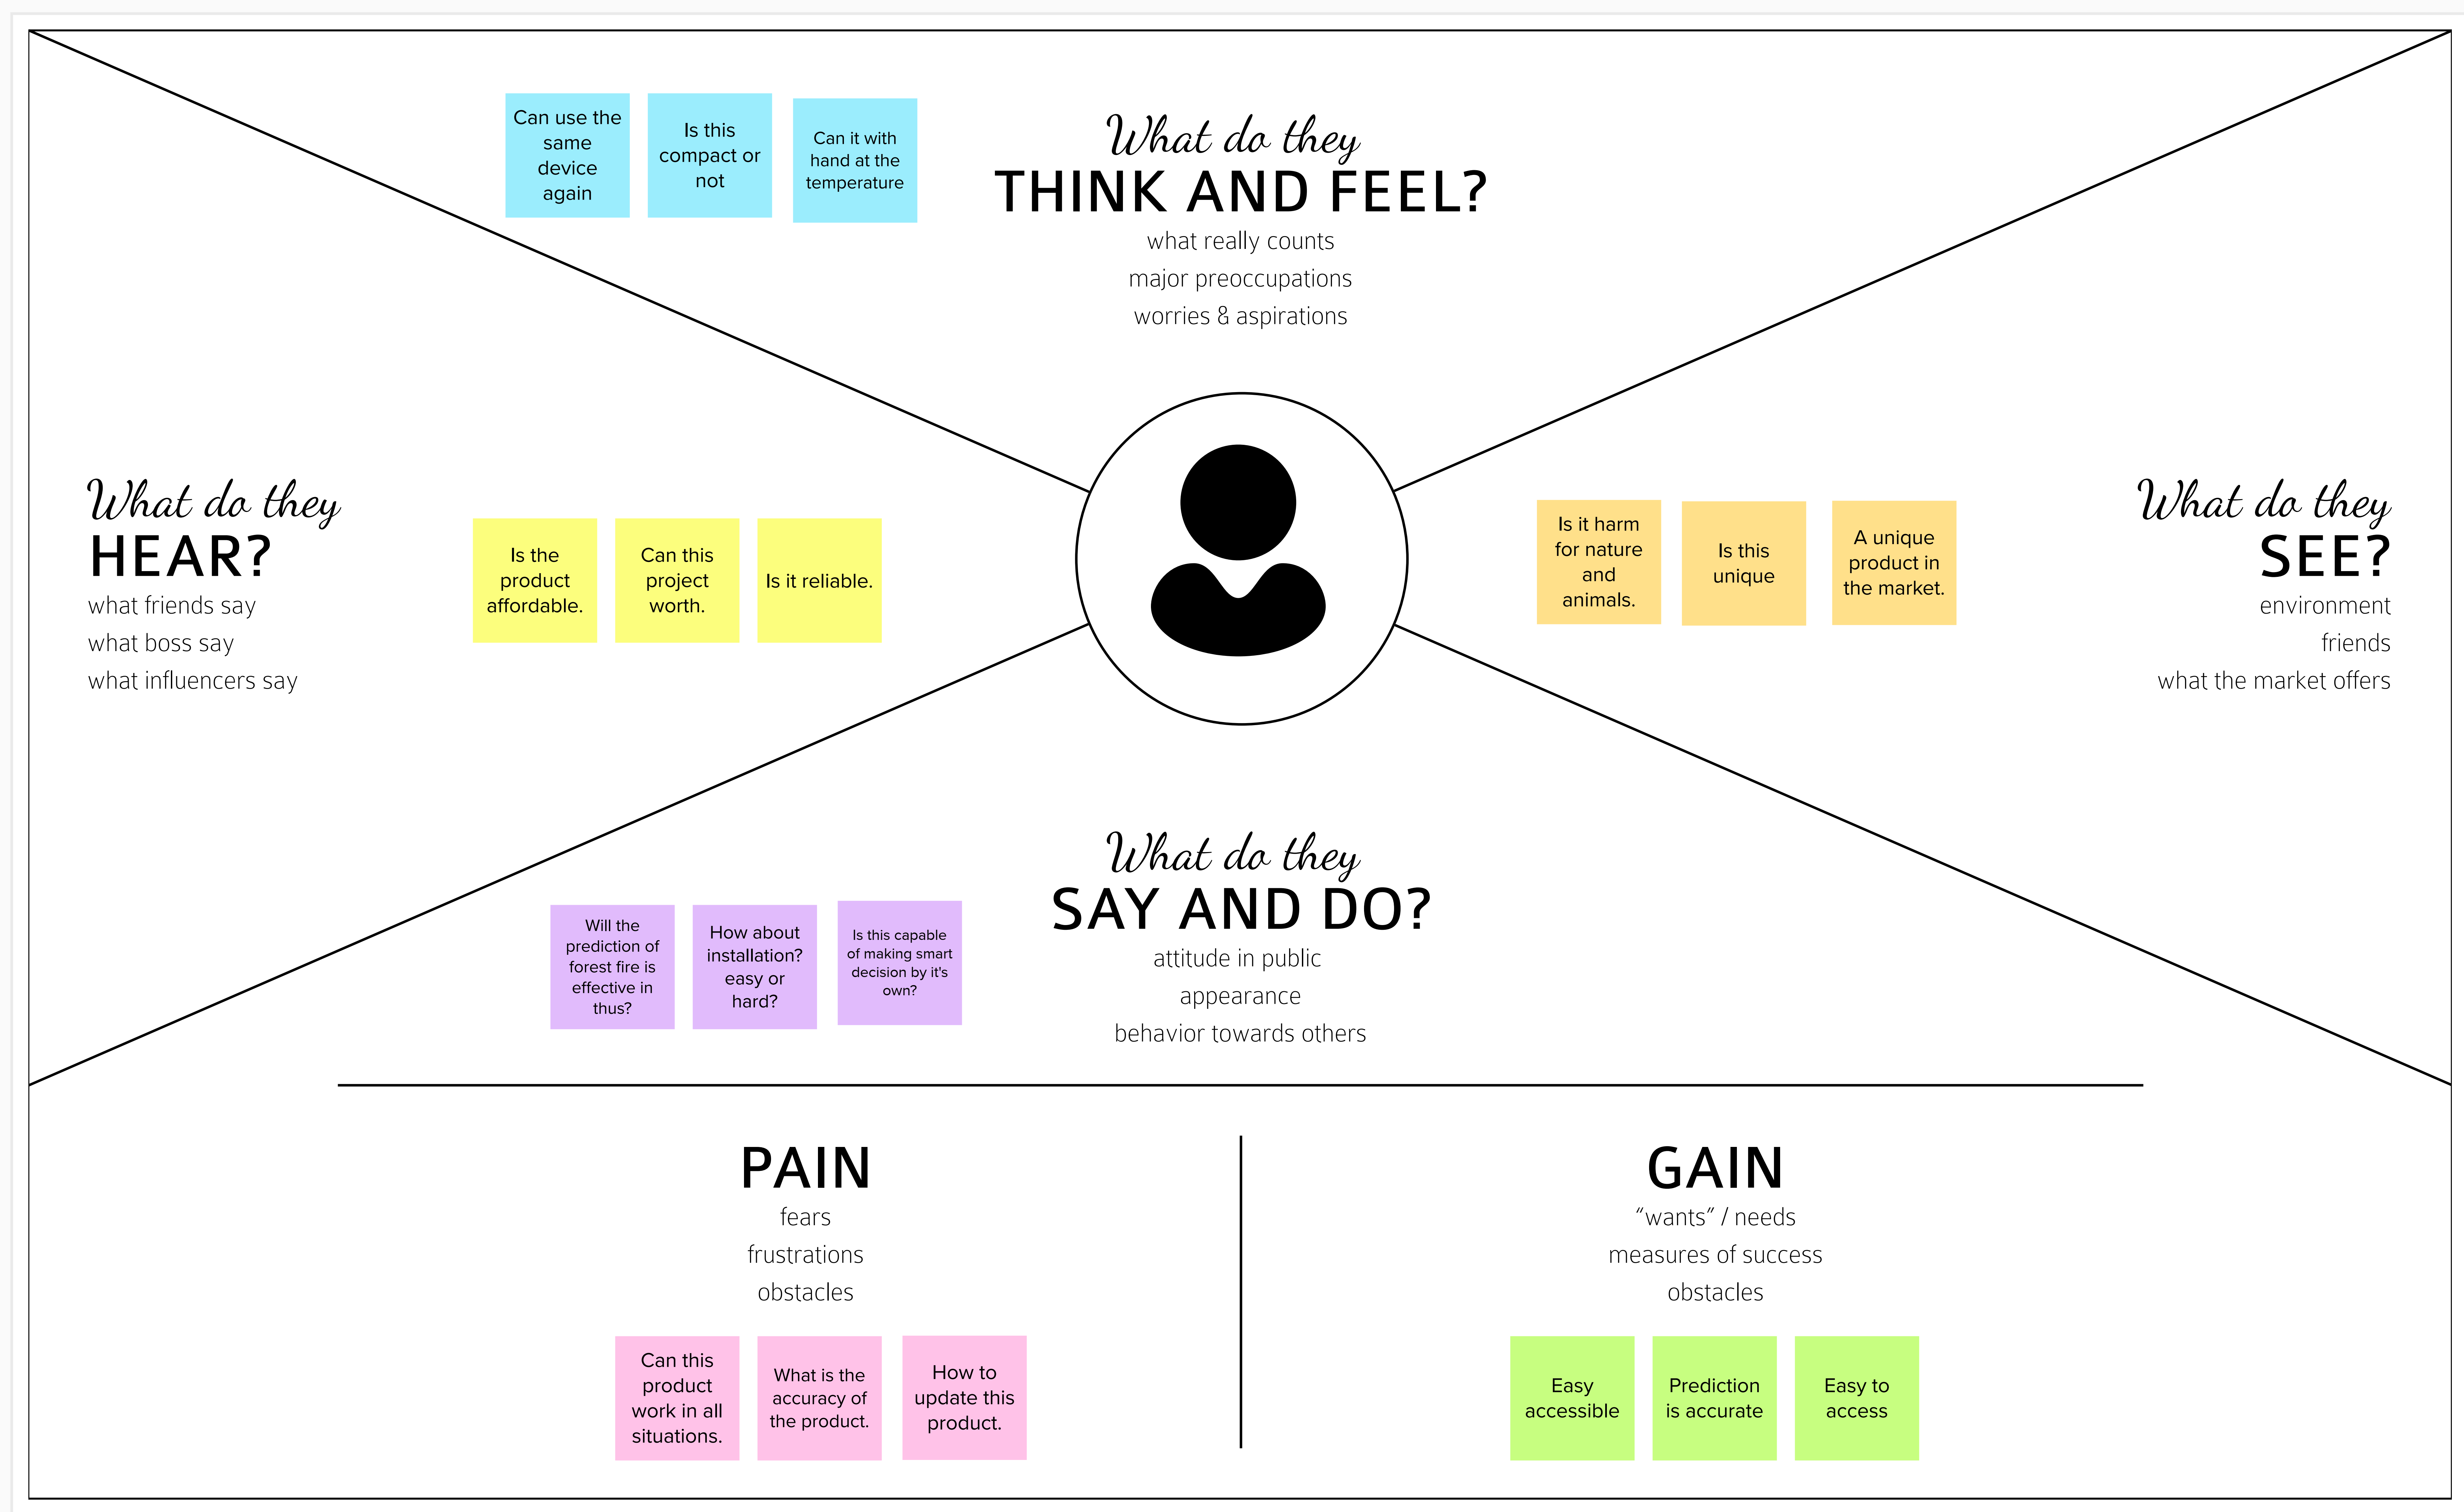 Can use the
same
device
again
Is this
compact or
not
Can it with
hand at the
temperature
What do they
THINK AND FEEL?
what really counts
major preoccupations
worries & aspirations
What do they
HEAR?
what friends say
what boss say
what influencers say
Is the
product
affordable.
Can this
project
worth.
Is it reliable.
Is it harm
for nature
and
animals.
Is this
unique
A unique
product in
the market.
What do they
SEE?
environment
friends
what the market offers
Will the
prediction of
forest fire is
effective in
thus?
How about
installation?
easy or
hard?
Is this capable
of making smart
decision by it's
own?
What do they
SAY AND DO?
attitude in public
appearance
behavior towards others
PAIN
fears
frustrations
obstacles
Can this
product
work in all
situations.
What is the
accuracy of
the product.
How to
update this
product.
GAIN
“wants” / needs
measures of success
obstacles
Easy
accessible
Prediction
is accurate
Easy to
access